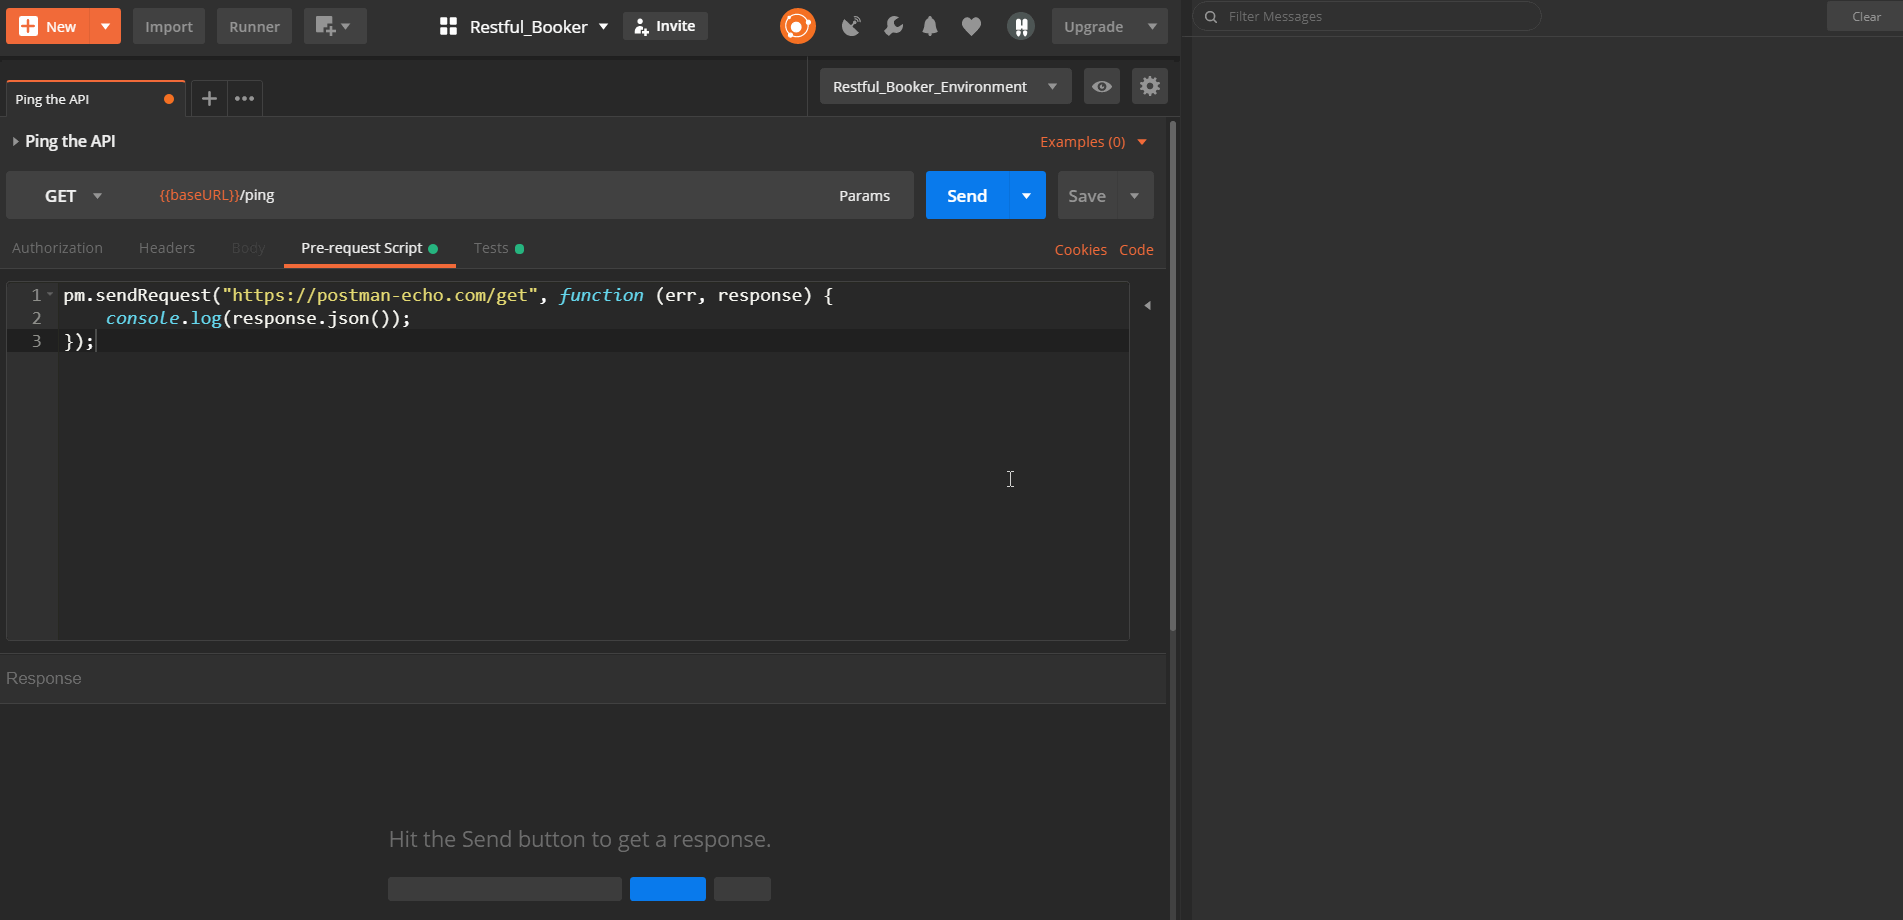 New
Import
Runner
Restful_Booker
Invite
Upgrade
Filter Messages
Clear
Ping the API
Restful_Booker_Environment
Ping the API
Examples (0)
GET
{{baseURL}}/ping
Params
Send
Save
Authorization
Headers
Body
Pre-request Script
Tests
Cookies
Code
1 pm.sendRequest("https://postman-echo.com/get", function (err, response) {
2 console.log(response.json());
3 });
Response
Hit the Send button to get a response.